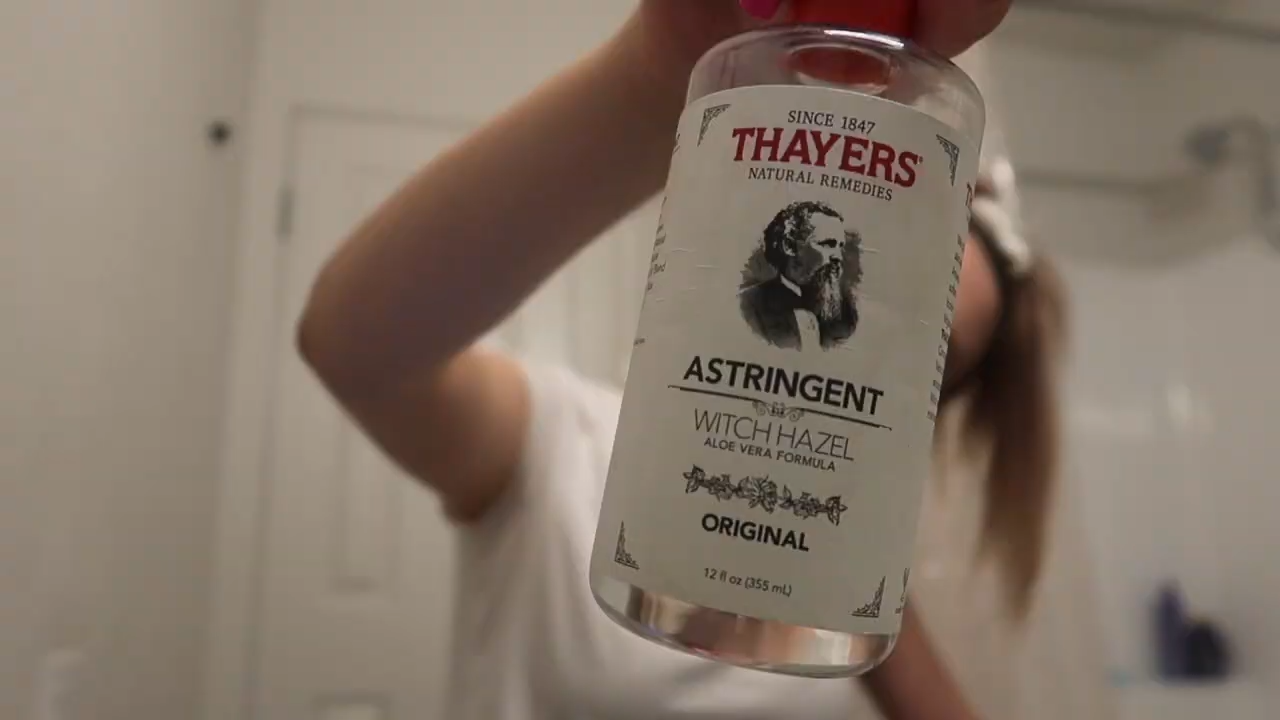 SINCE 1847
THAYERS®
NATURAL REMEDIES
ASTRINGENT
WITCH HAZEL
ALOE VERA FORMULA
ORIGINAL
12 fl oz (355 mL)